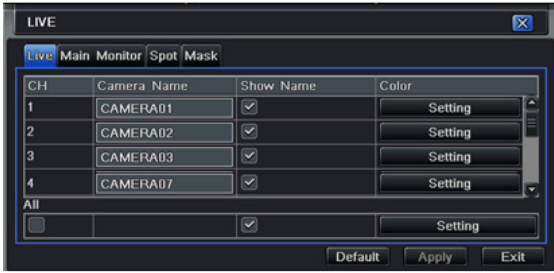 LIVE
Live Main Monitor Spot Mask
CH Camera Name Show Name Color
1 CAMERA01 Setting
2 CAMERA02 Setting
3 CAMERA03 Setting
4 CAMERA07 Setting
All
Setting
Default Apply Exit